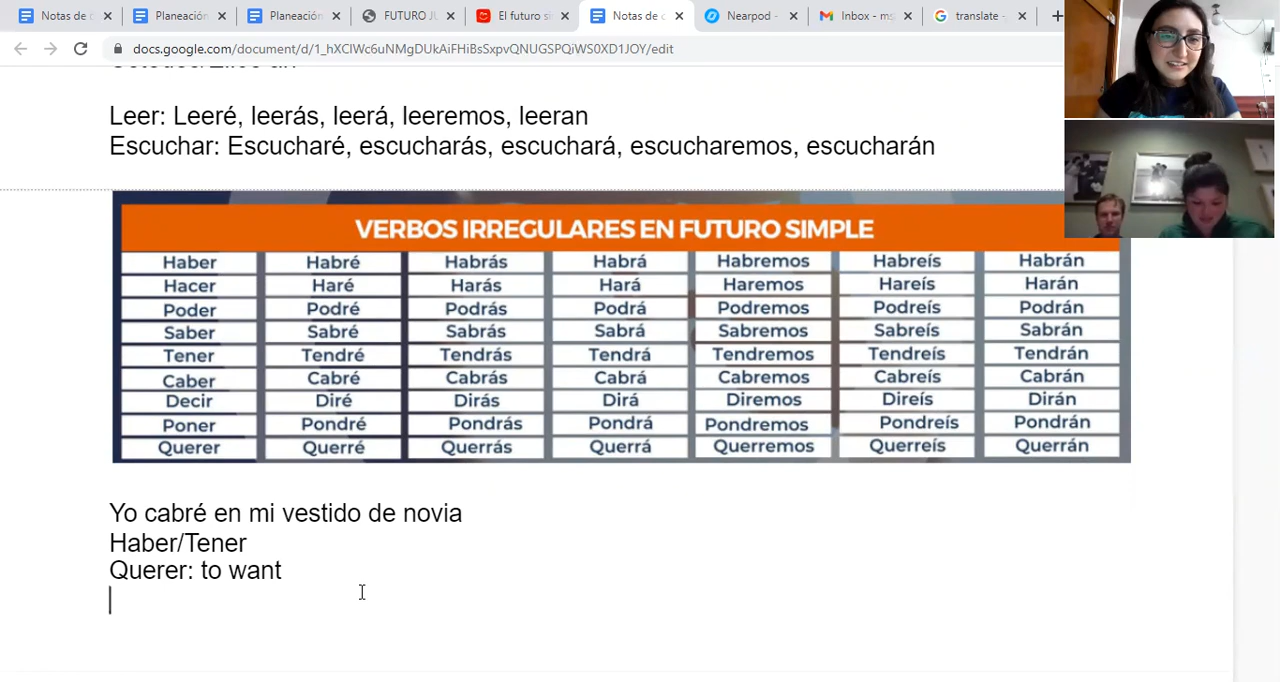 Notas de c
Planeación
Planeación
FUTURO JU
El futuro si
Notas de c
Nearpod -
Inbox - ms
translate -
docs.google.com/document/d/1_hXCIWc6uNMgDUkAiFHiBsSxpvQNUGSPQiWS0XD1JOY/edit
Leer: Leeré, leerás, leerá, leeremos, leeran
Escuchar: Escucharé, escucharás, escuchará, escucharemos, escucharán
VERBOS IRREGULARES EN FUTURO SIMPLE
Haber Habré Habrás Habrá Habremos Habreís Habrán
Hacer Haré Harás Hará Haremos Hareís Harán
Poder Podré Podrás Podrá Podremos Podreís Podrán
Saber Sabré Sabrás Sabrá Sabremos Sabreís Sabrán
Tener Tendré Tendrás Tendrá Tendremos Tendreís Tendrán
Caber Cabré Cabrás Cabrá Cabremos Cabreís Cabrán
Decir Diré Dirás Dirá Diremos Direís Dirán
Poner Pondré Pondrás Pondrá Pondremos Pondreís Pondrán
Querer Querré Querrás Querrá Querremos Querreís Querrán
Yo cabré en mi vestido de novia
Haber/Tener
Querer: to want